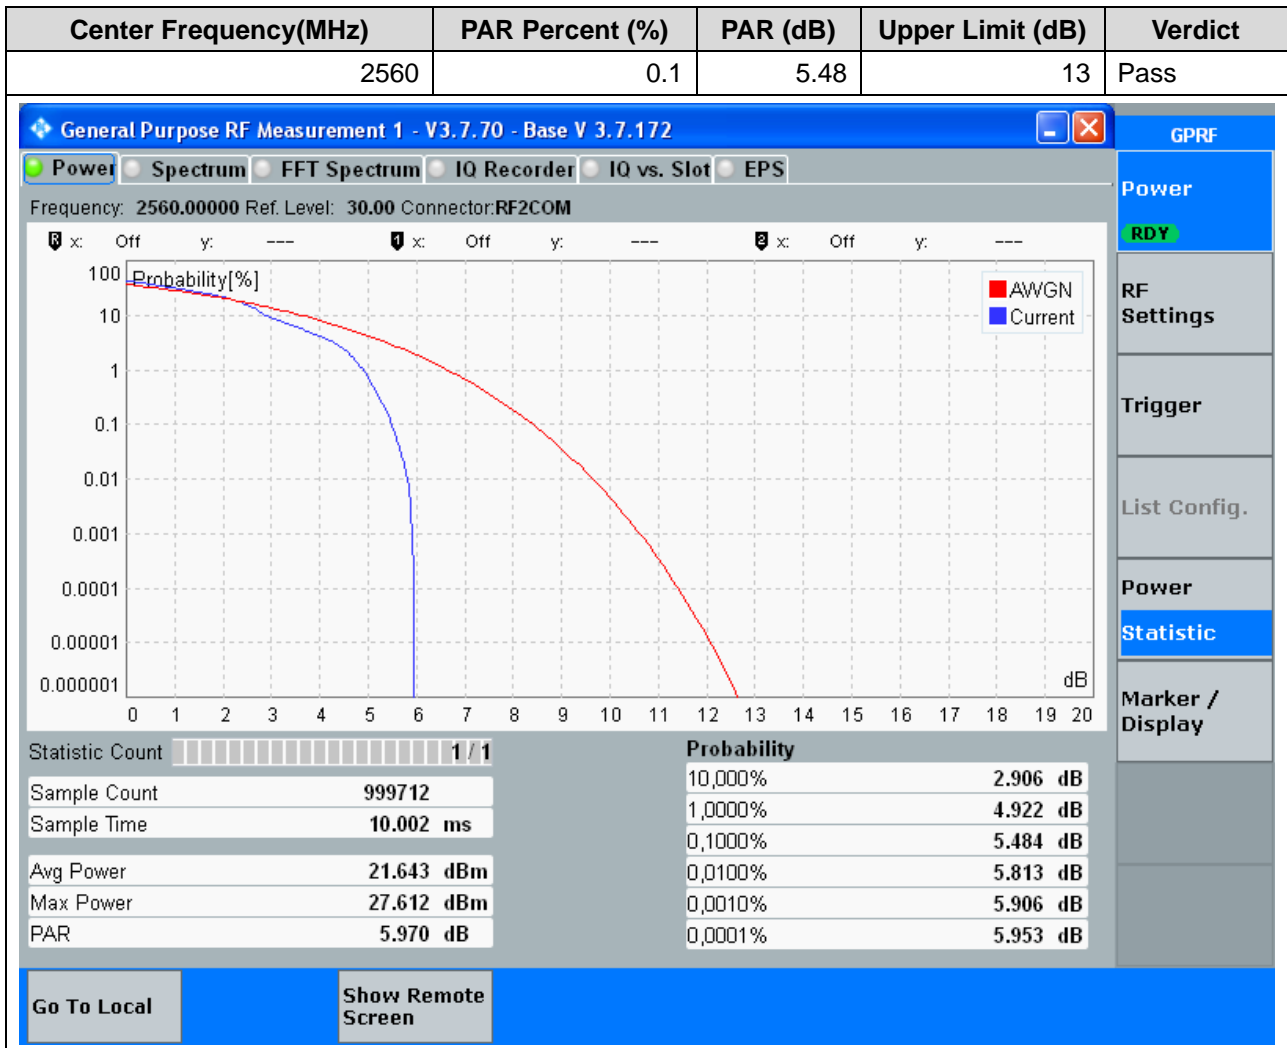 Center Frequency(MHz) PAR Percent (%) PAR (dB) Upper Limit (dB) Verdict
2560 0.1 5.48 13 Pass
General Purpose RF Measurement 1 - V3.7.70 - Base V 3.7.172
GPRF
Power Spectrum FFT Spectrum IQ Recorder IQ vs. Slot EPS
Power
RDY
Frequency: 2560.00000 Ref. Level: 30.00 Connector:RF2COM
R x: Off y: --- 1 x: Off y: --- 2 x: Off y: ---
Probability[%]
AWGN
Current
100
10
1
0.1
0.01
0.001
0.0001
0.00001
0.000001
dB
0 1 2 3 4 5 6 7 8 9 10 11 12 13 14 15 16 17 18 19 20
RF
Settings
Trigger
List Config.
Power
Statistic
Marker /
Display
Statistic Count 1 / 1
Sample Count 999712
Sample Time 10.002 ms
Avg Power 21.643 dBm
Max Power 27.612 dBm
PAR 5.970 dB
Probability
10,000% 2.906 dB
1,0000% 4.922 dB
0,1000% 5.484 dB
0,0100% 5.813 dB
0,0010% 5.906 dB
0,0001% 5.953 dB
Go To Local
Show Remote
Screen